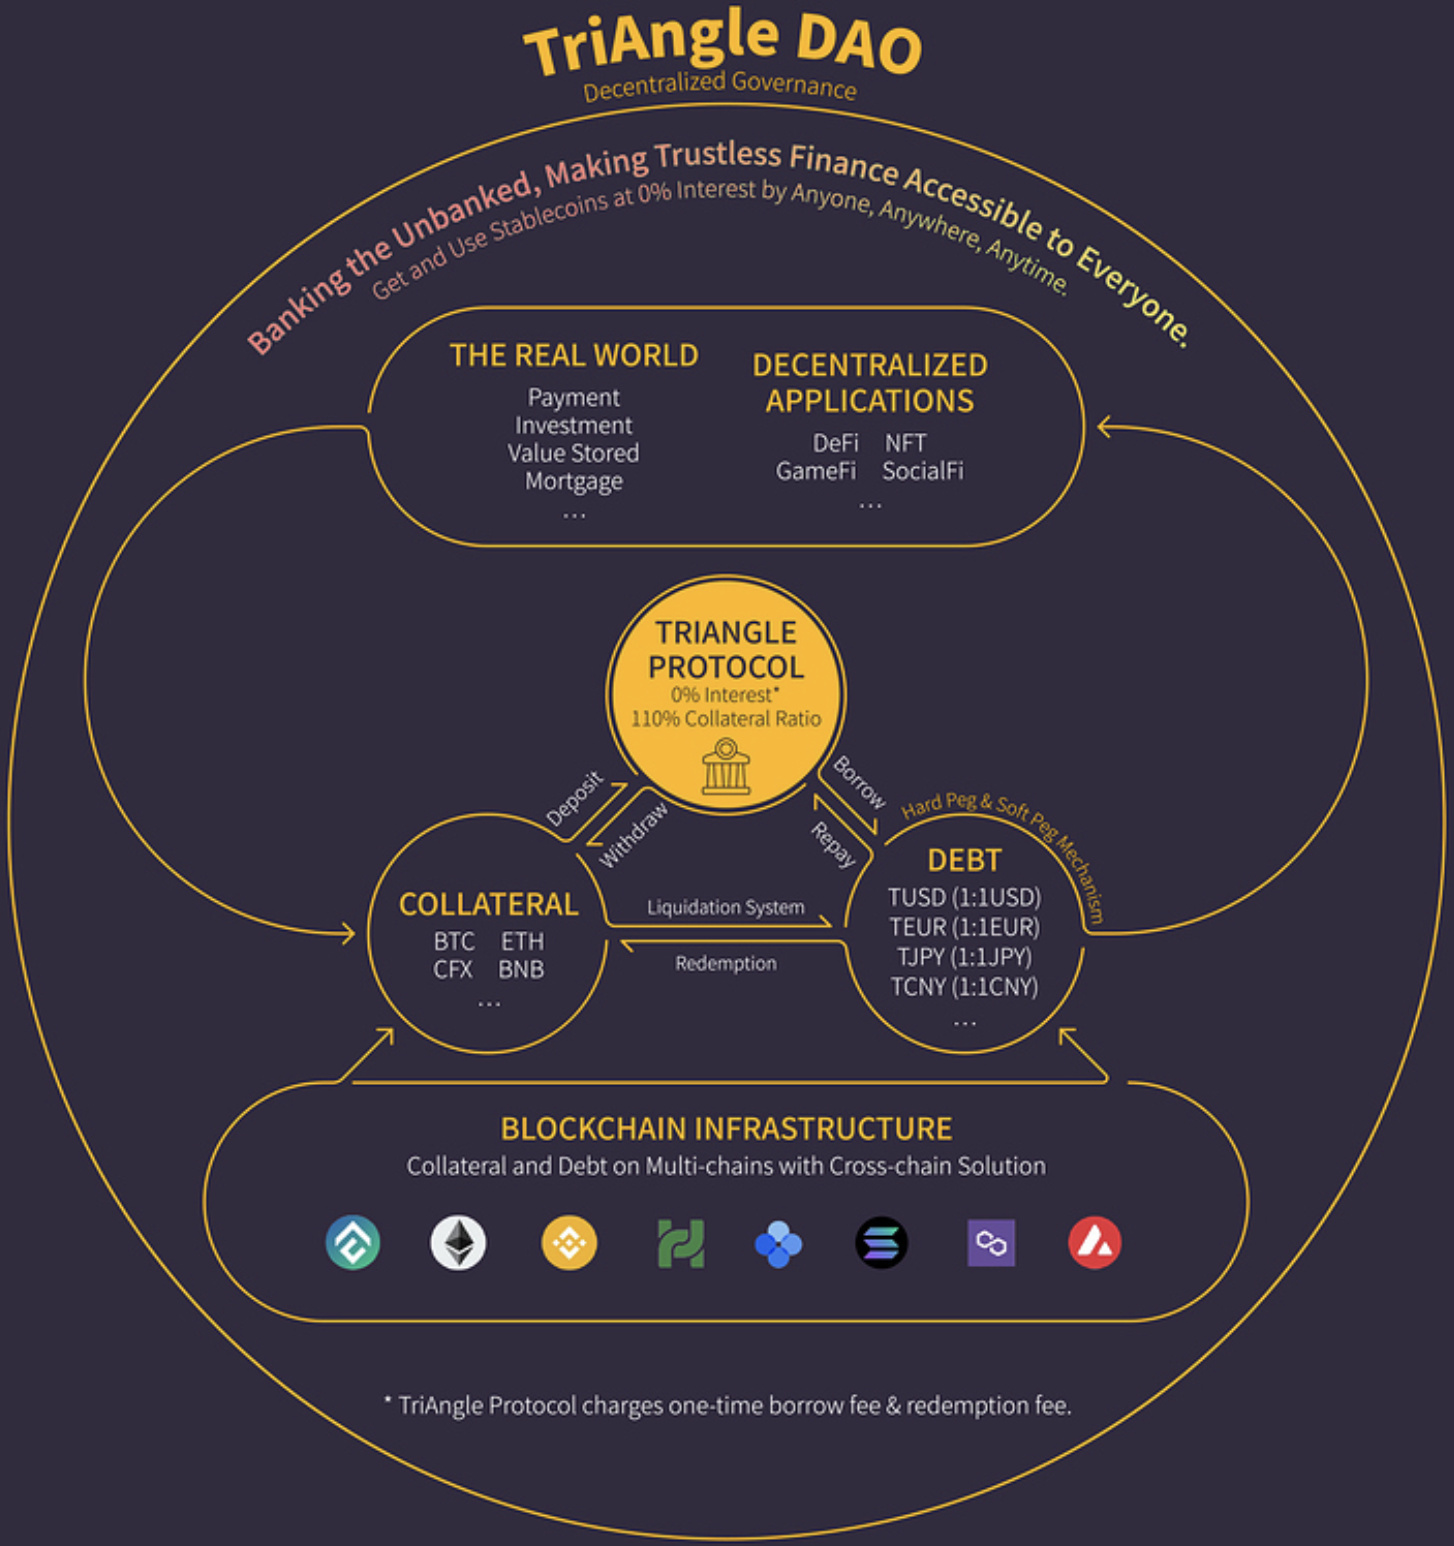 TriAngle DAO
Decentralized Governance
Banking the Unbanked, Making Trustless Finance Accessible to Everyone.
Get and Use Stablecoins at 0% Interest by Anyone, Anywhere, Anytime.
THE REAL WORLD
Payment
Investment
Value Stored
Mortgage
...
DECENTRALIZED
APPLICATIONS
DeFi NFT
GameFi SocialFi
...
TRIANGLE
PROTOCOL
0% Interest*
110% Collateral Ratio
Deposit
Withdraw
Borrow
Repay
Hard Peg & Soft Peg Mechanism
COLLATERAL
BTC ETH
CFX BNB
...
Liquidation System
Redemption
DEBT
TUSD (1:1USD)
TEUR (1:1EUR)
TJPY (1:1JPY)
TCNY (1:1CNY)
...
BLOCKCHAIN INFRASTRUCTURE
Collateral and Debt on Multi-chains with Cross-chain Solution
* TriAngle Protocol charges one-time borrow fee & redemption fee.